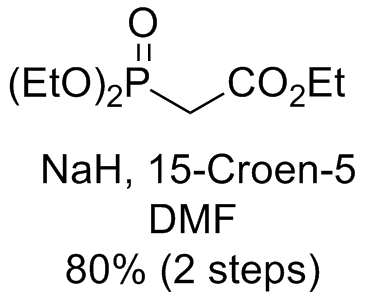 O
(EtO)₂P CO₂Et
NaH, 15-Croen-5
DMF
80% (2 steps)